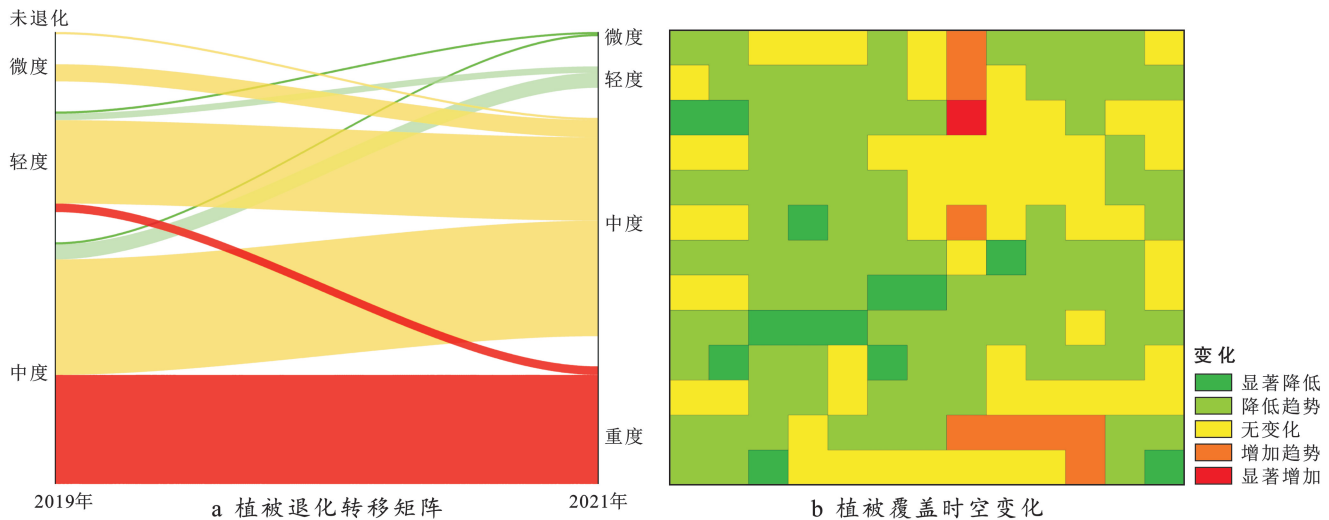 未退化
微度
轻度
中度
2019年
微度
轻度
中度
重度
2021年
a 植被退化转移矩阵
变化
显著降低
降低趋势
无变化
增加趋势
显著增加
b 植被覆盖时空变化